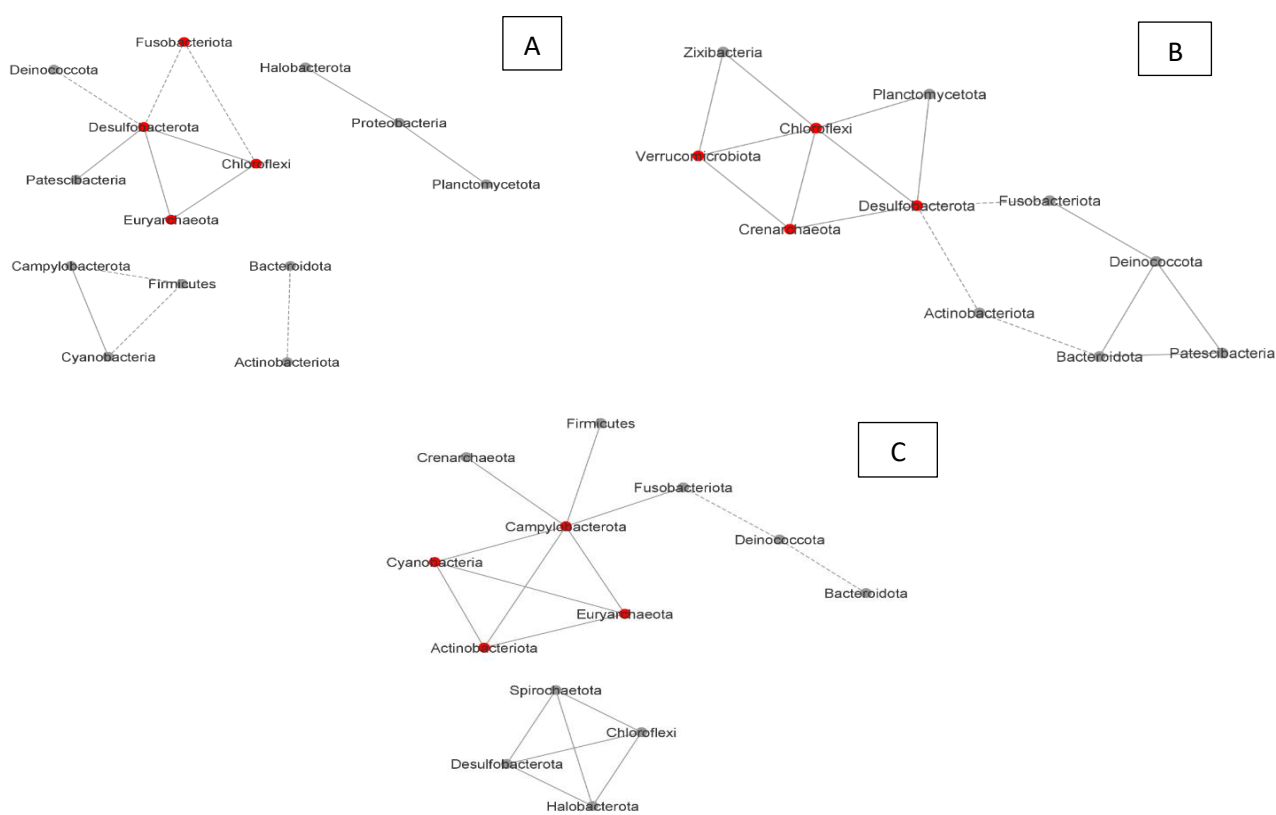 A
Fusobacteriota
Deinococcota
Halobacterota
Desulfobacterota
Proteobacteria
Chloroflexi
Patescibacteria
Planctomycetota
Euryarchaeota
Campylobacterota
Firmicutes
Bacteroidota
Cyanobacteria
Actinobacteriota
B
Zixibacteria
Planctomycetota
Chloroflexi
Verrucomicrobiota
Desulfobacterota
Fusobacteriota
Crenarchaeota
Deinococcota
Actinobacteriota
Bacteroidota
Patescibacteria
C
Firmicutes
Crenarchaeota
Fusobacteriota
Campylobacterota
Deinococcota
Cyanobacteria
Bacteroidota
Euryarchaeota
Actinobacteriota
Spirochaetota
Chloroflexi
Desulfobacterota
Halobacterota